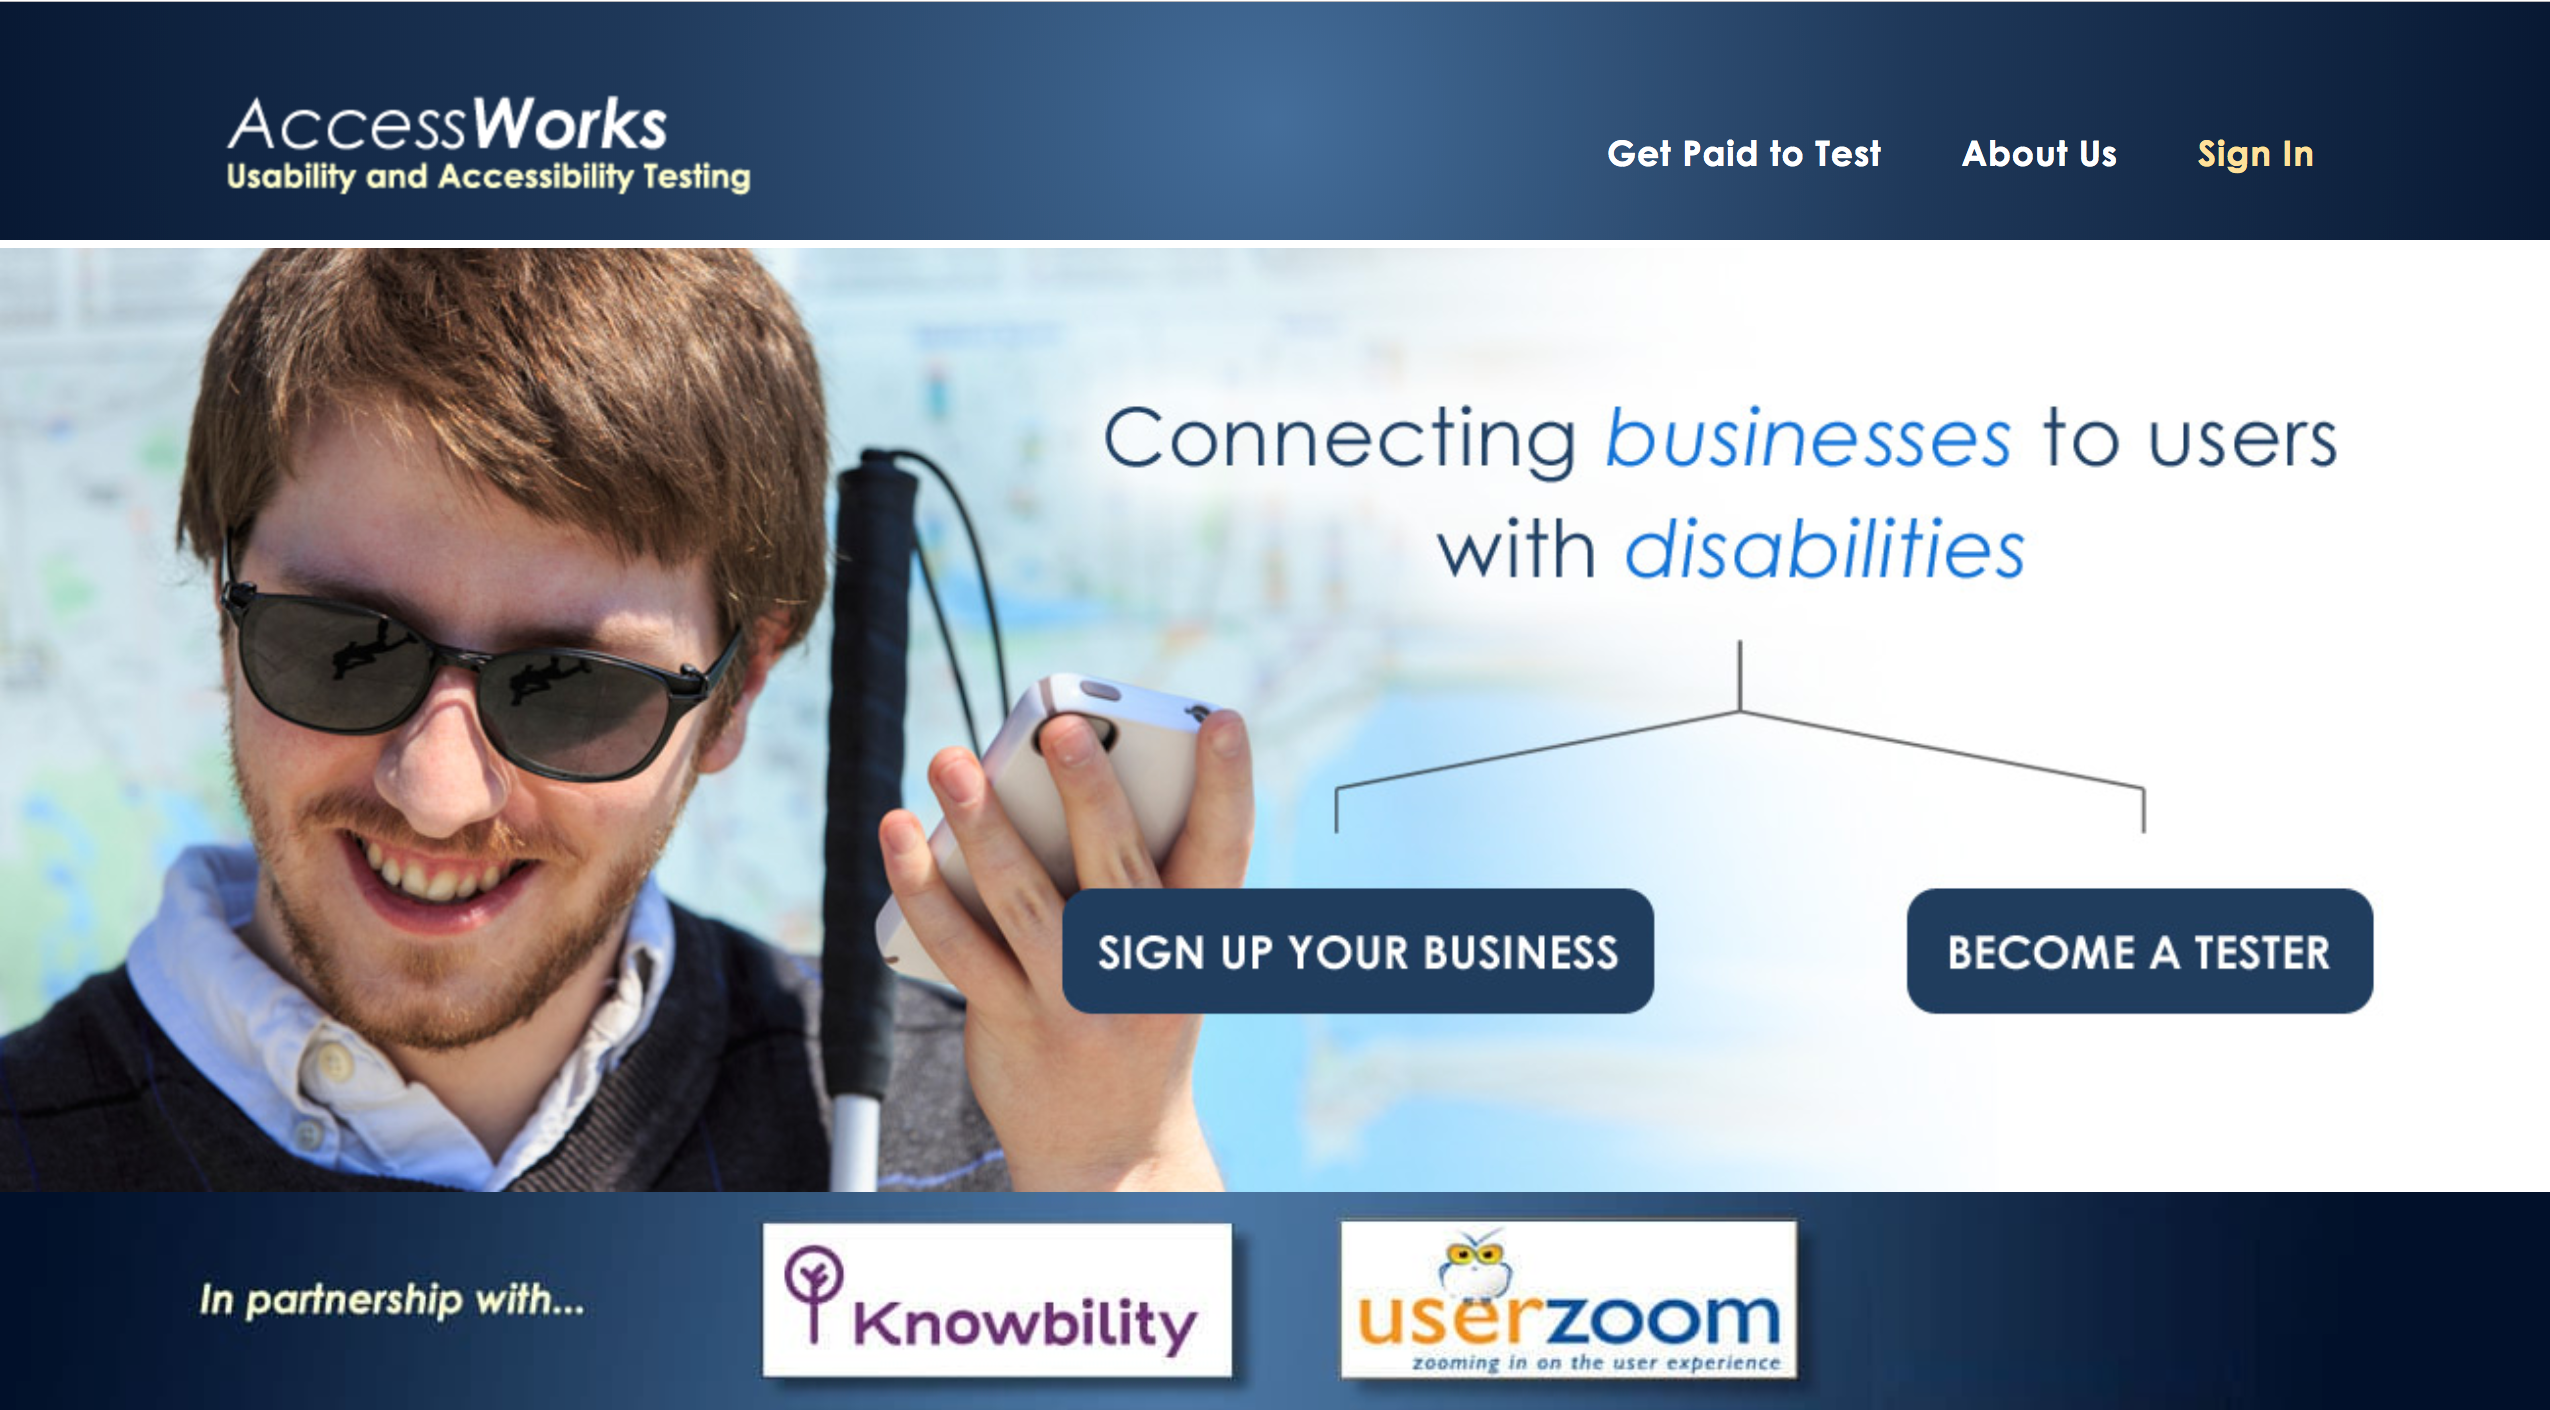 AccessWorks
Usability and Accessibility Testing
Get Paid to Test
About Us
Sign In
Connecting businesses to users
with disabilities
SIGN UP YOUR BUSINESS
BECOME A TESTER
In partnership with...
Knowbility
userzoom
zooming in on the user experience